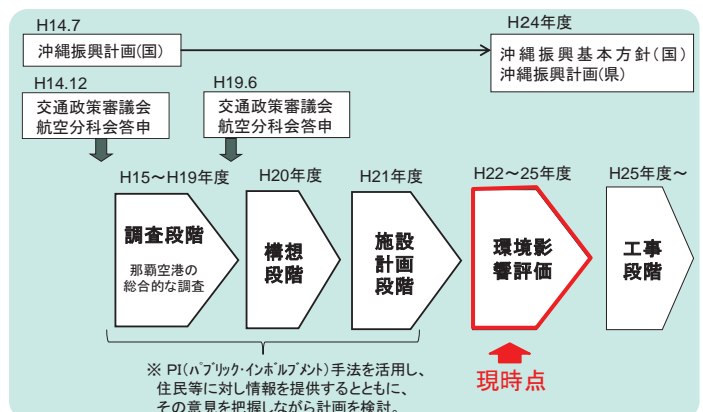 H14.7
沖縄振興計画(国)
H24年度
沖縄振興基本方針(国)
沖縄振興計画(県)
H14.12
交通政策審議会
航空分科会答申
H19.6
交通政策審議会
航空分科会答申
H15～H19年度
調査段階
那覇空港の
総合的な調査
H20年度
構想
段階
H21年度
施設
計画
段階
H22～25年度
環境影
響評価
H25年度～
工事
段階
現時点
※ PI(ﾊﾟﾌﾞﾘｯｸ･ｲﾝﾎﾞﾙﾌﾞﾒﾝﾄ)手法を活用し、
住民等に対し情報を提供するとともに、
その意見を把握しながら計画を検討。